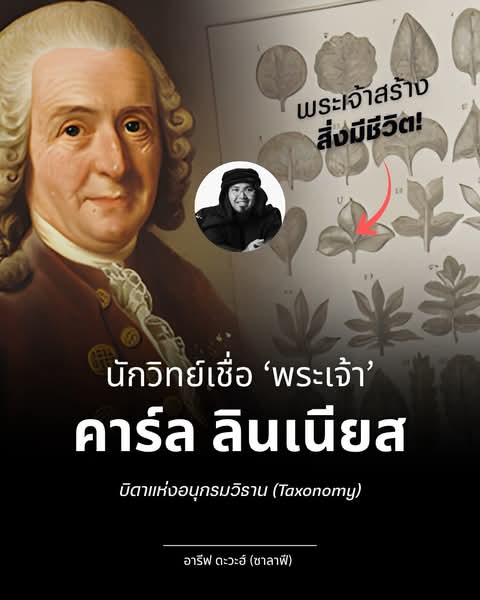 พระเจ้าสร้าง
สิ่งมีชีวิต!
นักวิทย์เชื่อ ‘พระเจ้า’
คาร์ล ลินเนียส
บิดาแห่งอนุกรมวิธาน (Taxonomy)
อารีฟ ดะวะฮ์ (ซาลาฟี)